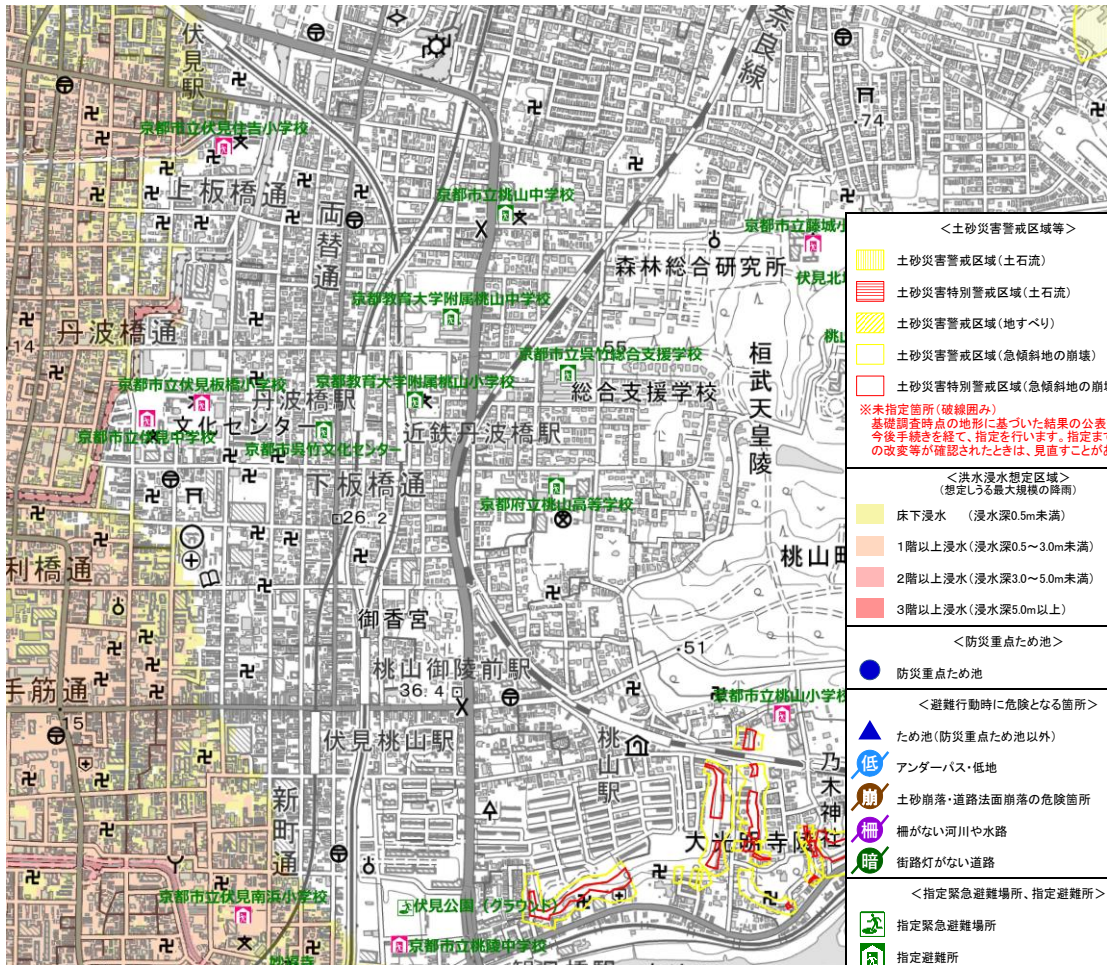 伏見駅
奈良線
74
京都市立伏見住吉小学校
上板橋通
両替通
京都市立桃山中学校
京都市立藤城小
森林総合研究所
伏見北堀
京都教育大学附属桃山中学校
丹波橋通
14
55
京都市立呉竹総合支援学校
総合支援学校
桓武天皇陵
桃山
京都市立伏見板橋小学校
京都教育大学附属桃山小学校
丹波橋駅
文化センター
近鉄丹波橋駅
京都市立伏見中学校
京都市呉竹文化センター
下板橋通
京都府立桃山高等学校
26.2
桃山町
利橋通
御香宮
51
桃山御陵前駅
36.4
手筋通
15
京都市立桃山小学校
伏見桃山駅
桃山駅
乃木神
新町通
大光明寺陵
京都市立伏見南浜小学校
伏見公園（グラウンド）
京都市立桃陵中学校
＜土砂災害警戒区域等＞
土砂災害警戒区域(土石流)
土砂災害特別警戒区域(土石流)
土砂災害警戒区域(地すべり)
土砂災害警戒区域(急傾斜地の崩壊)
土砂災害特別警戒区域(急傾斜地の崩
※未指定箇所(破線囲み)
基礎調査時点の地形に基づいた結果の公表
今後手続きを経て、指定を行います。指定ま
の改変等が確認されたときは、見直すことが
＜洪水浸水想定区域＞
(想定しうる最大規模の降雨)
床下浸水　(浸水深0.5m未満)
1階以上浸水(浸水深0.5～3.0m未満)
2階以上浸水(浸水深3.0～5.0m未満)
3階以上浸水(浸水深5.0m以上)
＜防災重点ため池＞
防災重点ため池
＜避難行動時に危険となる箇所＞
ため池(防災重点ため池以外)
低 アンダーパス・低地
崩 土砂崩落・道路法面崩落の危険箇所
柵 柵がない河川や水路
暗 街路灯がない道路
＜指定緊急避難場所、指定避難所＞
指定緊急避難場所
指定避難所